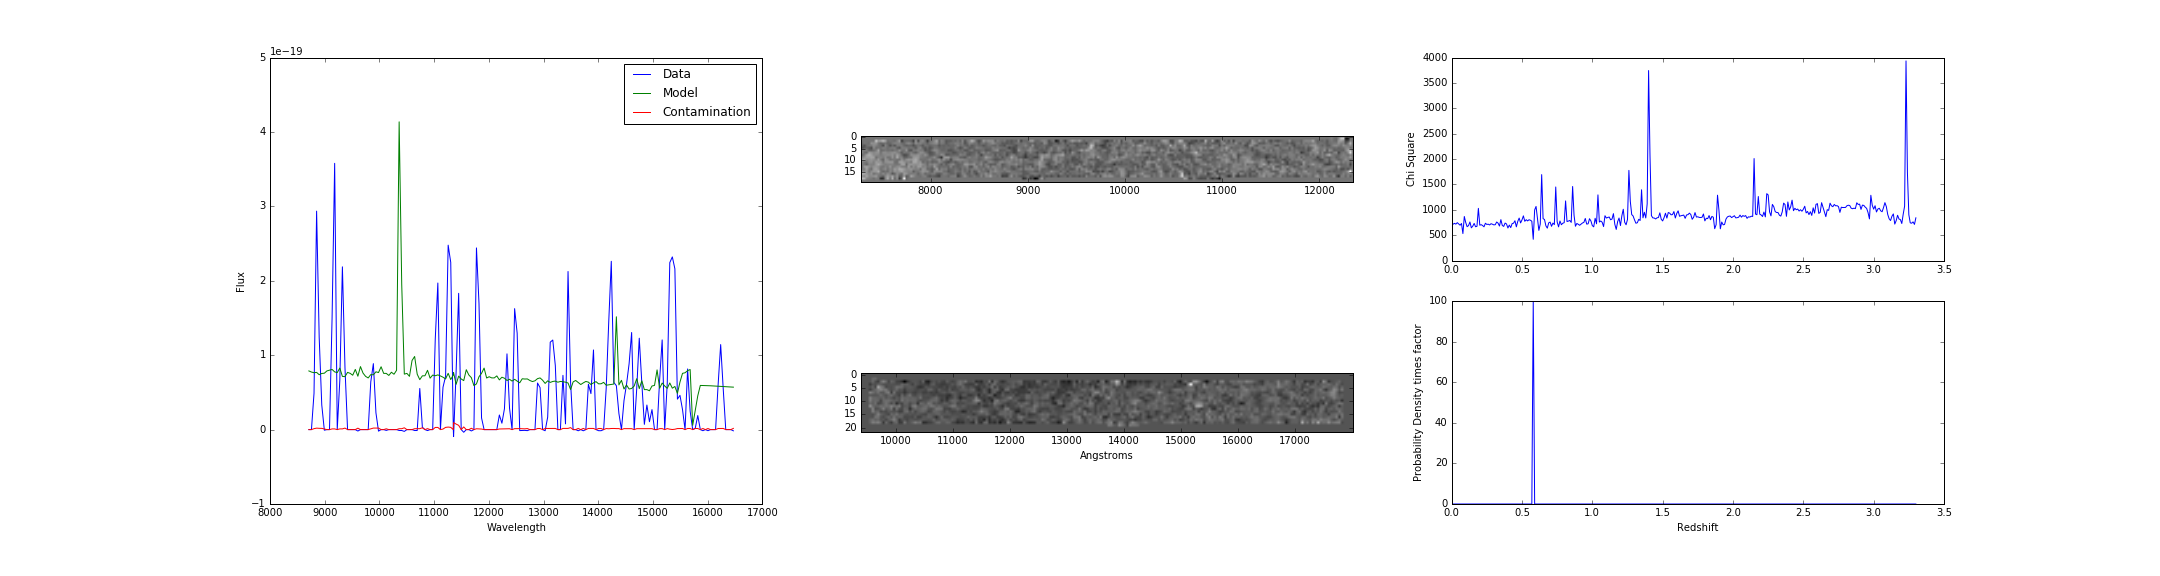 1e−19
5
4
3
2
1
0
−1
8000 9000 10000 11000 12000 13000 14000 15000 16000 17000
Wavelength
Flux
Data
Model
Contamination
0
5
10
15
8000 9000 10000 11000 12000
0
5
10
15
20
10000 11000 12000 13000 14000 15000 16000 17000
Angstroms
4000
3500
3000
2500
2000
1500
1000
500
0
0.0 0.5 1.0 1.5 2.0 2.5 3.0 3.5
Chi Square
100
80
60
40
20
0
0.0 0.5 1.0 1.5 2.0 2.5 3.0 3.5
Redshift
Probability Density times factor